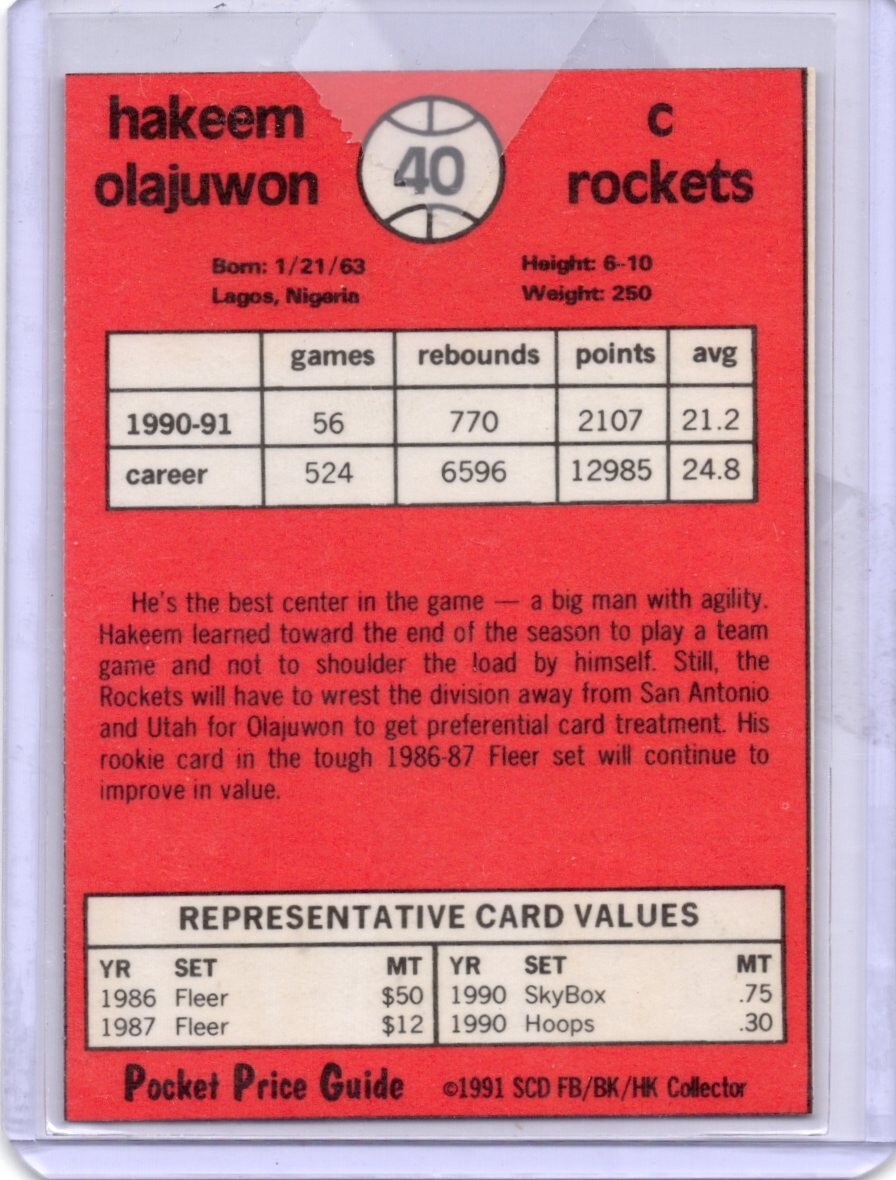 hakeem
olajuwon
40
c
rockets
Born: 1/21/63
Lagos, Nigeria
Height: 6-10
Weight: 250
games rebounds points avg
1990-91 56 770 2107 21.2
career 524 6596 12985 24.8
He's the best center in the game — a big man with agility.
Hakeem learned toward the end of the season to play a team
game and not to shoulder the load by himself. Still, the
Rockets will have to wrest the division away from San Antonio
and Utah for Olajuwon to get preferential card treatment. His
rookie card in the tough 1986-87 Fleer set will continue to
improve in value.
REPRESENTATIVE CARD VALUES
YR SET MT YR SET MT
1986 Fleer $50 1990 SkyBox .75
1987 Fleer $12 1990 Hoops .30
Pocket Price Guide ©1991 SCD FB/BK/HK Collector